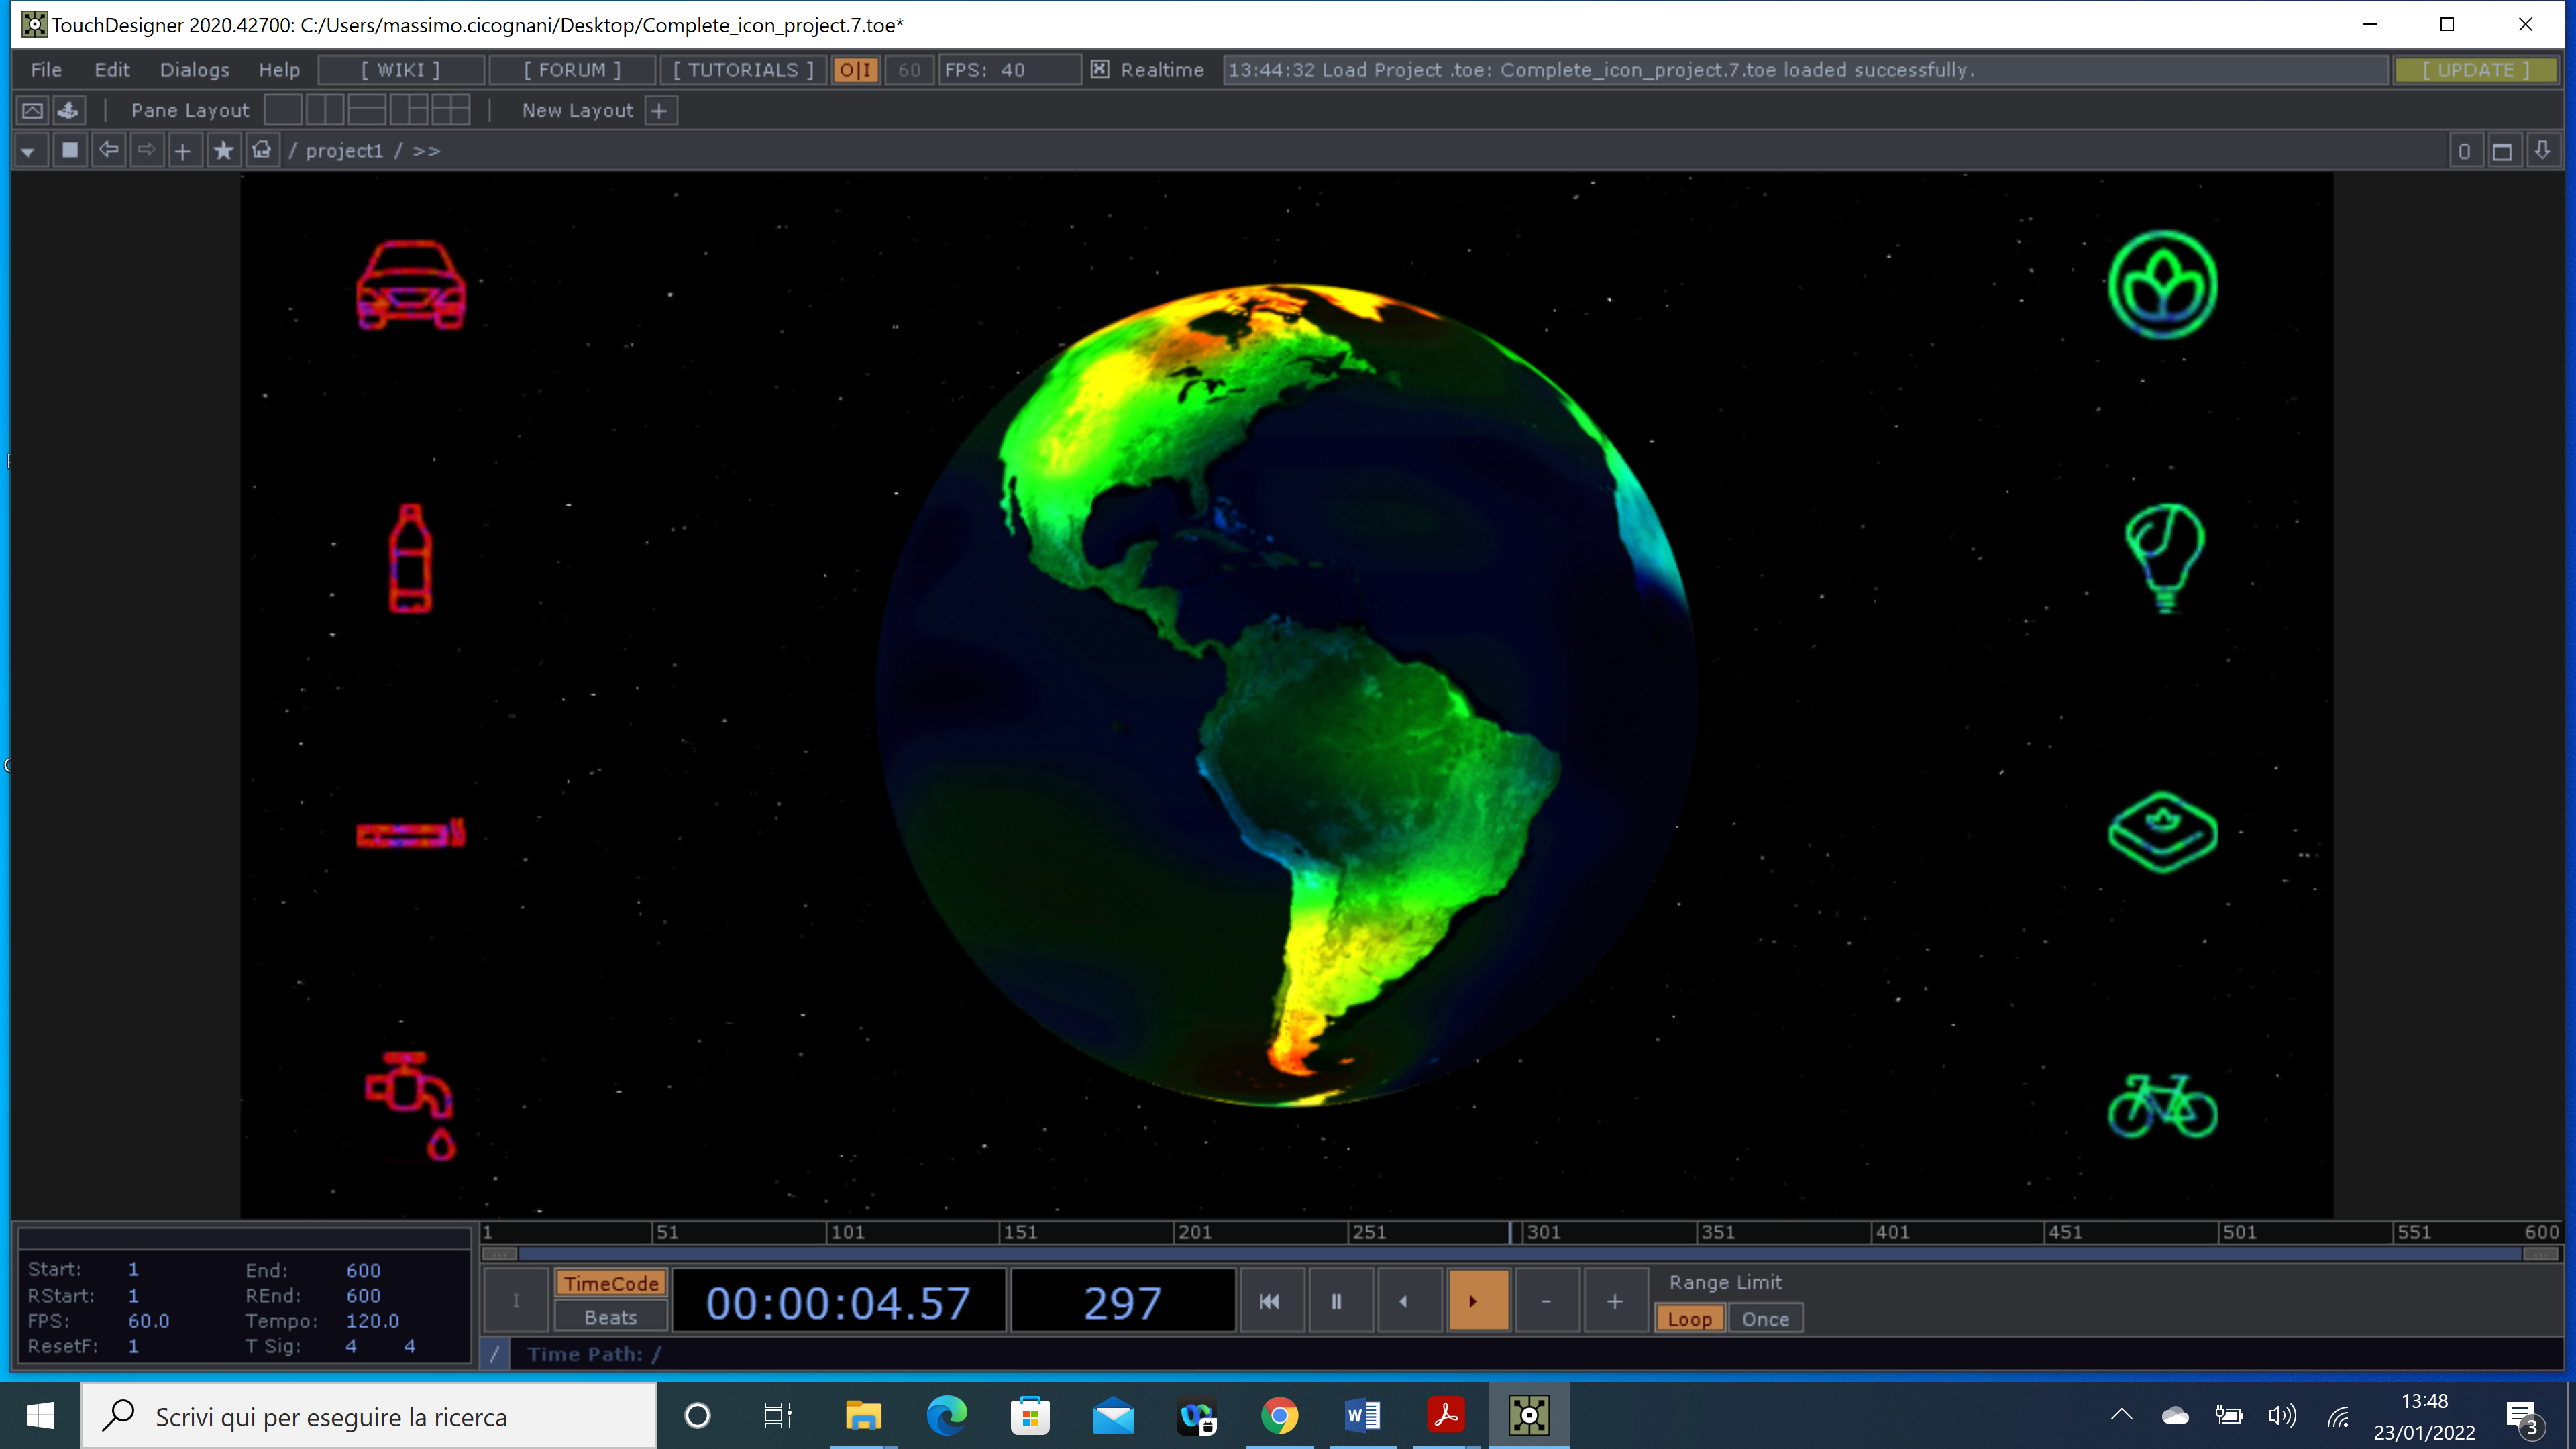 TouchDesigner 2020.42700: C:/Users/massimo.cicognani/Desktop/Complete_icon_project.7.toe*
File Edit Dialogs Help [ WIKI ] [ FORUM ] [ TUTORIALS ] O|I 60 FPS: 40 Realtime 13:44:32 Load Project .toe: Complete_icon_project.7.toe loaded successfully. [ UPDATE ]
Pane Layout New Layout +
/ project1 / >> 0
1 51 101 151 201 251 301 351 401 451 501 551 600
Start: 1 End: 600
RStart: 1 REnd: 600
FPS: 60.0 Tempo: 120.0
ResetF: 1 T Sig: 4 4
I TimeCode 00:00:04.57 297 - + Range Limit
Beats Loop Once
/ Time Path: /
Scrivi qui per eseguire la ricerca
13:48
23/01/2022
3